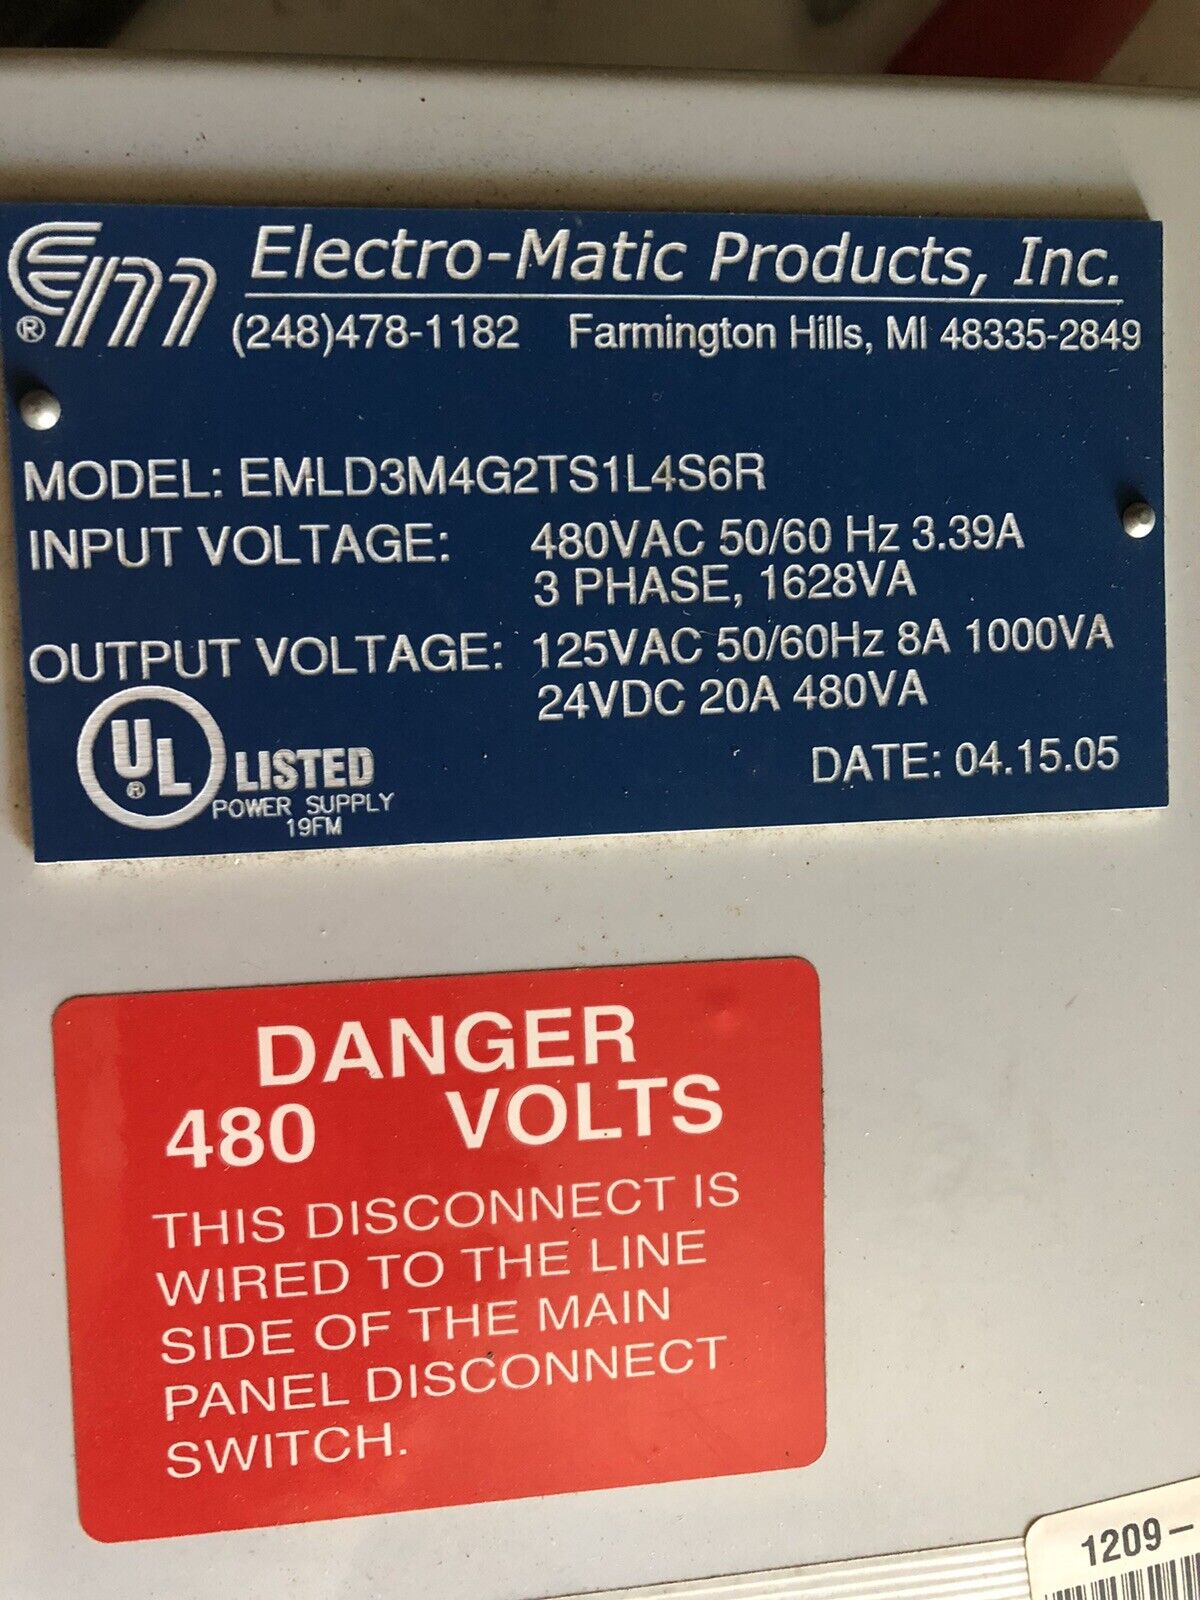 em ® Electro-Matic Products, Inc.
(248)478-1182 Farmington Hills, MI 48335-2849
MODEL: EMLD3M4G2TS1L4S6R
INPUT VOLTAGE: 480VAC 50/60 Hz 3.39A
3 PHASE, 1628VA
OUTPUT VOLTAGE: 125VAC 50/60Hz 8A 1000VA
24VDC 20A 480VA
UL ® LISTED
POWER SUPPLY
19FM
DATE: 04.15.05
DANGER
480 VOLTS
THIS DISCONNECT IS
WIRED TO THE LINE
SIDE OF THE MAIN
PANEL DISCONNECT
SWITCH.
1209-